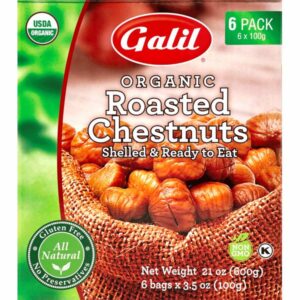 USDA
ORGANIC
Galil
6 PACK
6 x 100g
ORGANIC
Roasted
Chestnuts
Shelled & Ready to Eat
Gluten Free
All
Natural
No Preservatives
NON
GMO
K
Net Weight 21 oz (600g)
6 bags x 3.5 oz (100g)